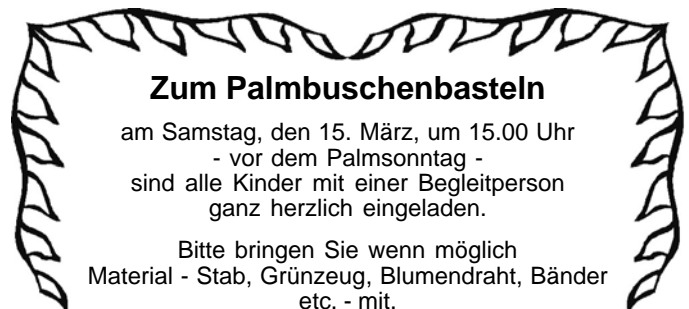 Zum Palmbuschenbasteln
am Samstag, den 15. März, um 15.00 Uhr
- vor dem Palmsonntag -
sind alle Kinder mit einer Begleitperson
ganz herzlich eingeladen.
Bitte bringen Sie wenn möglich
Material - Stab, Grünzeug, Blumendraht, Bänder
etc. - mit.